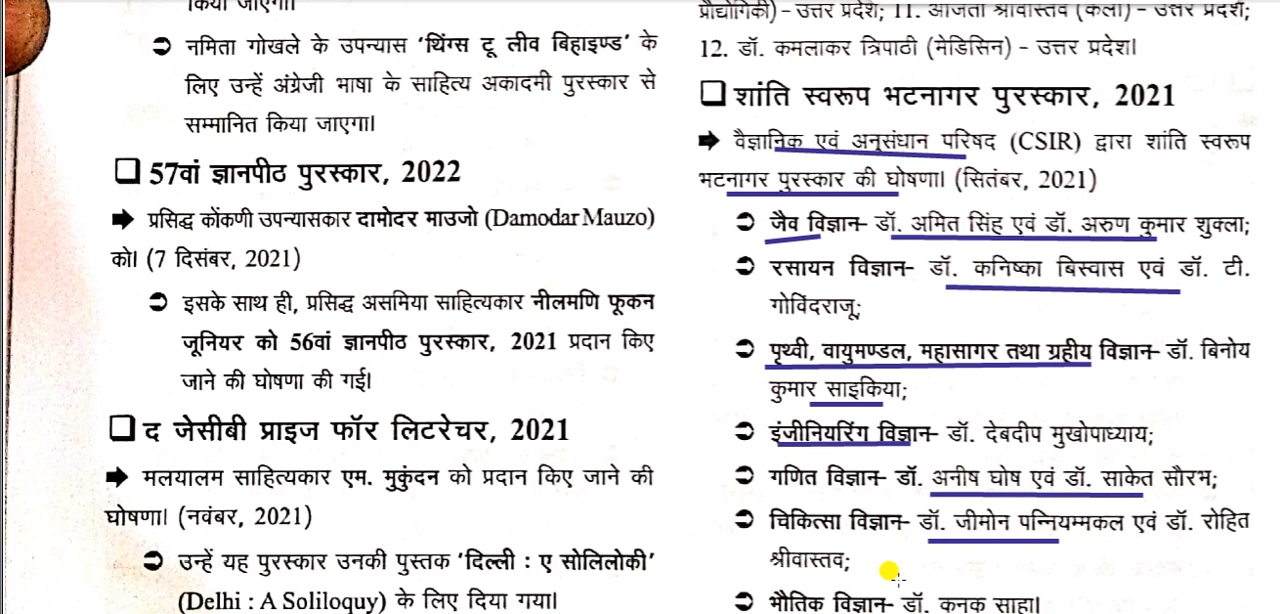 किया जाएगा।
नमिता गोखले के उपन्यास ‘थिंग्स टू लीव बिहाइण्ड’ के
लिए उन्हें अंग्रेजी भाषा के साहित्य अकादमी पुरस्कार से
सम्मानित किया जाएगा।
57वां ज्ञानपीठ पुरस्कार, 2022
प्रसिद्ध कोंकणी उपन्यासकार दामोदर माउजो (Damodar Mauzo)
को। (7 दिसंबर, 2021)
इसके साथ ही, प्रसिद्ध असमिया साहित्यकार नीलमणि फूकन
जूनियर को 56वां ज्ञानपीठ पुरस्कार, 2021 प्रदान किए
जाने की घोषणा की गई।
द जेसीबी प्राइज फॉर लिटरेचर, 2021
मलयालम साहित्यकार एम. मुकुंदन को प्रदान किए जाने की
घोषणा। (नवंबर, 2021)
उन्हें यह पुरस्कार उनकी पुस्तक ‘दिल्ली : ए सोलिलोकी’
(Delhi : A Soliloquy) के लिए दिया गया।
प्रौद्योगिकी) – उत्तर प्रदेश; 11. अजिता श्रीवास्तव (कला) – उत्तर प्रदेश;
12. डॉ. कमलाकर त्रिपाठी (मेडिसिन) – उत्तर प्रदेश।
शांति स्वरूप भटनागर पुरस्कार, 2021
वैज्ञानिक एवं अनुसंधान परिषद (CSIR) द्वारा शांति स्वरूप
भटनागर पुरस्कार की घोषणा। (सितंबर, 2021)
जैव विज्ञान– डॉ. अमित सिंह एवं डॉ. अरुण कुमार शुक्ला;
रसायन विज्ञान– डॉ. कनिष्का बिस्वास एवं डॉ. टी.
गोविंदराजू;
पृथ्वी, वायुमण्डल, महासागर तथा ग्रहीय विज्ञान– डॉ. बिनोय
कुमार साइकिया;
इंजीनियरिंग विज्ञान– डॉ. देबदीप मुखोपाध्याय;
गणित विज्ञान– डॉ. अनीष घोष एवं डॉ. साकेत सौरभ;
चिकित्सा विज्ञान– डॉ. जीमोन पन्नियम्मकल एवं डॉ. रोहित
श्रीवास्तव;
भौतिक विज्ञान– डॉ. कनक साहा।